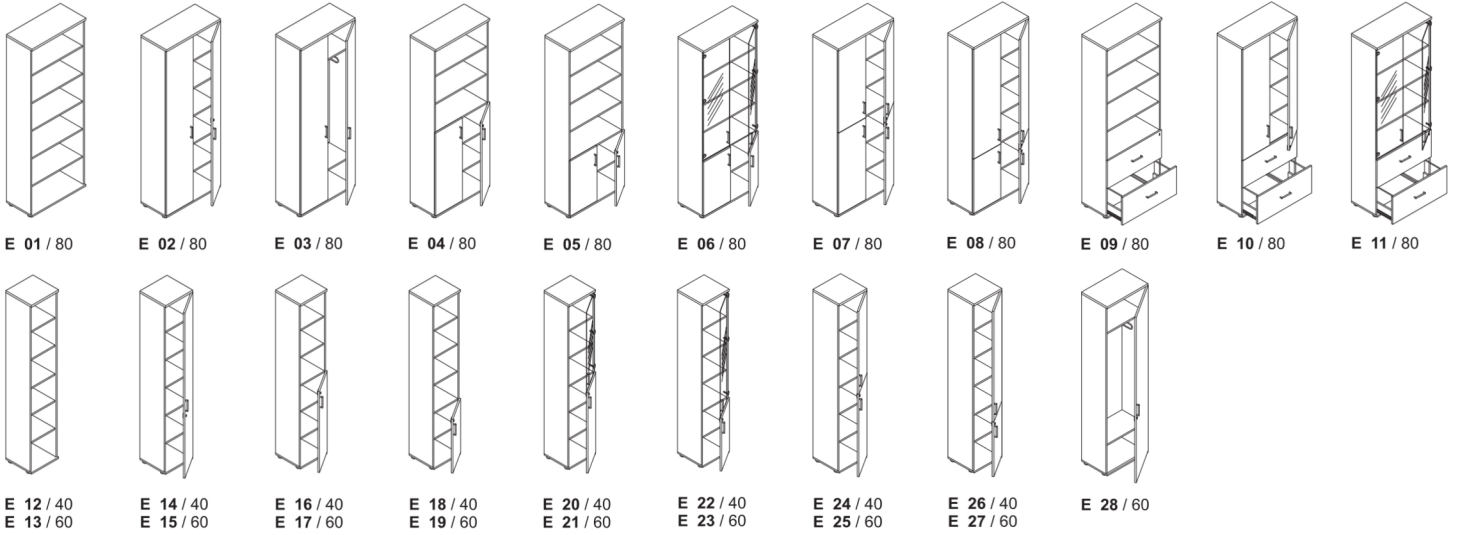 E 01 / 80
E 02 / 80
E 03 / 80
E 04 / 80
E 05 / 80
E 06 / 80
E 07 / 80
E 08 / 80
E 09 / 80
E 10 / 80
E 11 / 80
E 12 / 40
E 13 / 60
E 14 / 40
E 15 / 60
E 16 / 40
E 17 / 60
E 18 / 40
E 19 / 60
E 20 / 40
E 21 / 60
E 22 / 40
E 23 / 60
E 24 / 40
E 25 / 60
E 26 / 40
E 27 / 60
E 28 / 60